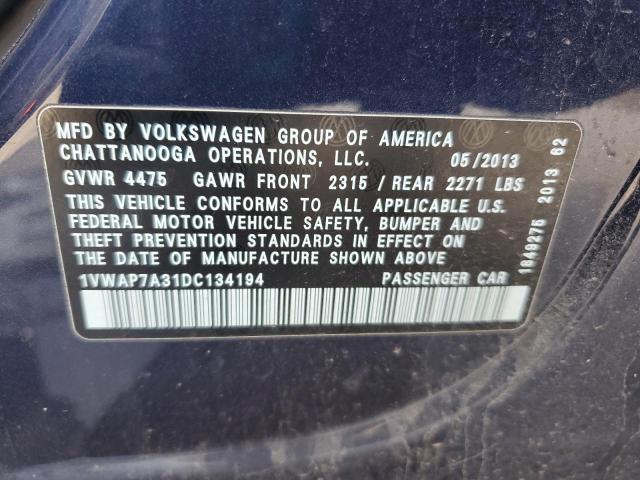 MFD BY VOLKSWAGEN GROUP OF AMERICA
CHATTANOOGA OPERATIONS, LLC. 05/2013
GVWR 4475 GAWR FRONT 2315 / REAR 2271 LBS
THIS VEHICLE CONFORMS TO ALL APPLICABLE U.S.
FEDERAL MOTOR VEHICLE SAFETY, BUMPER AND
THEFT PREVENTION STANDARDS IN EFFECT ON
THE DATE OF MANUFACTURE SHOWN ABOVE
1VWAP7A31DC134194 PASSENGER CAR
1849275 2013 62